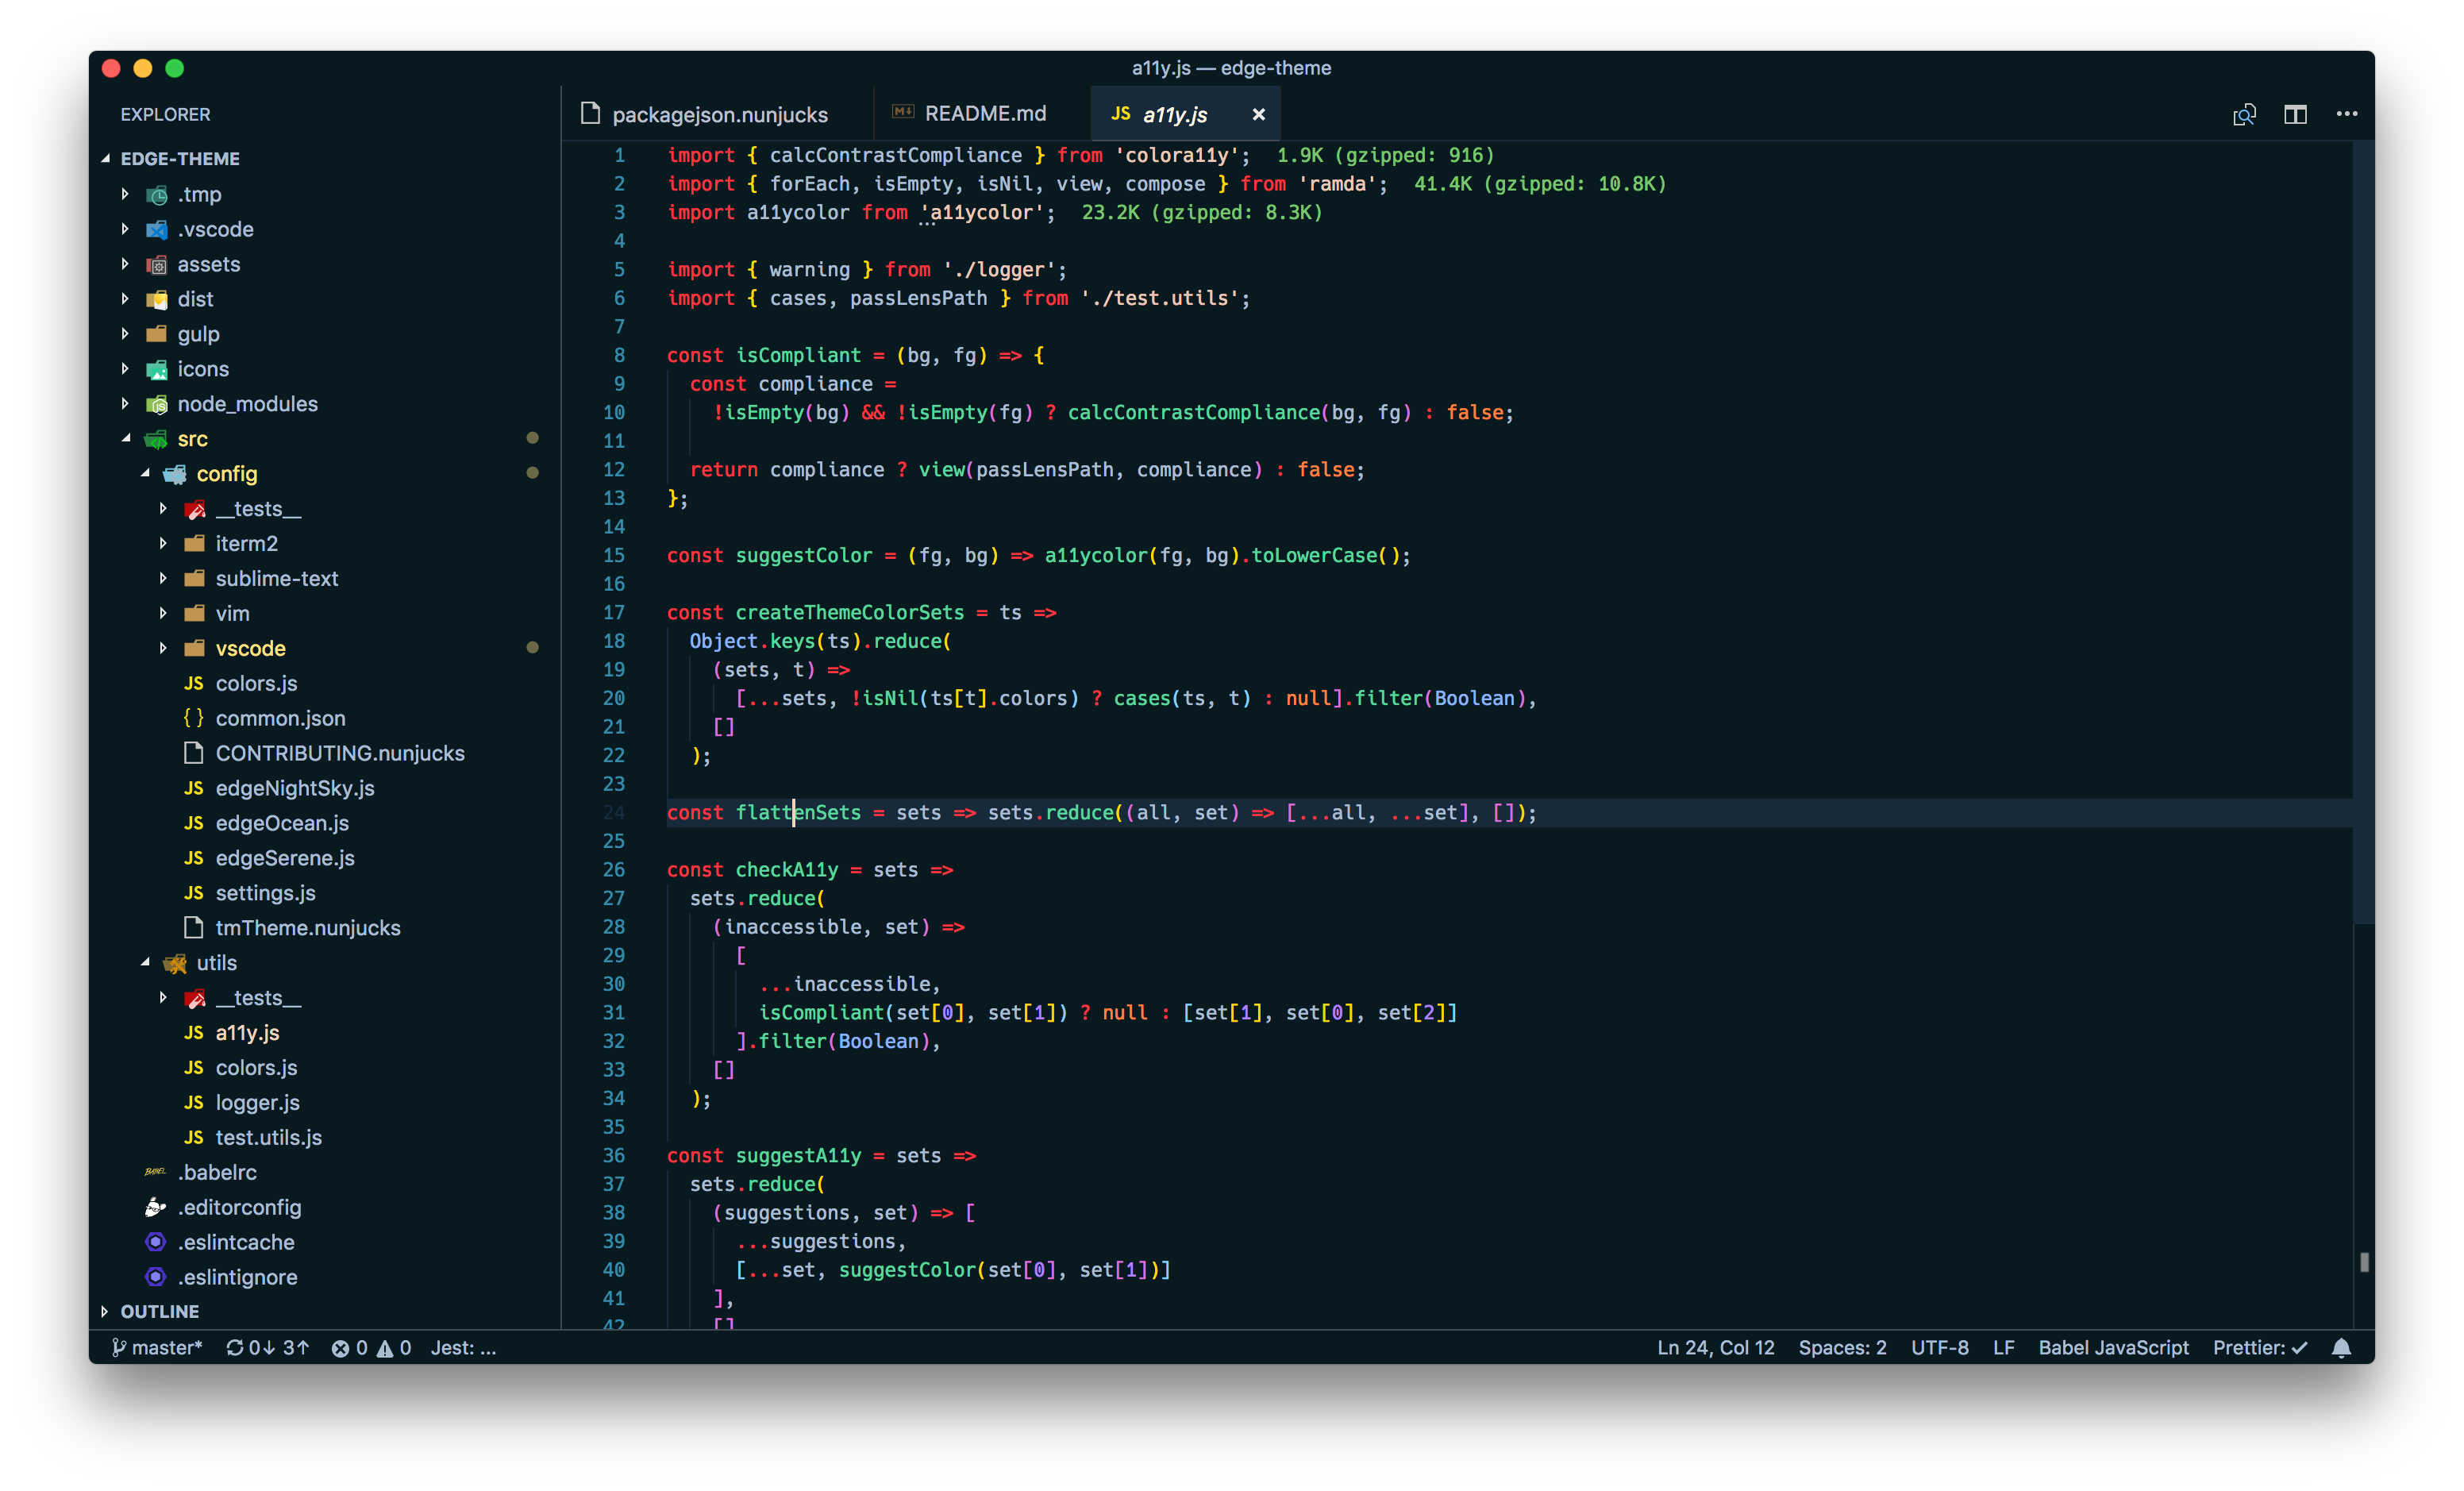 a11y.js — edge-theme
EXPLORER
EDGE-THEME
.tmp
.vscode
assets
dist
gulp
icons
node_modules
src
config
__tests__
iterm2
sublime-text
vim
vscode
JS colors.js
{ } common.json
CONTRIBUTING.nunjucks
JS edgeNightSky.js
JS edgeOcean.js
JS edgeSerene.js
JS settings.js
tmTheme.nunjucks
utils
__tests__
JS a11y.js
JS colors.js
JS logger.js
JS test.utils.js
BABEL .babelrc
.editorconfig
.eslintcache
.eslintignore
OUTLINE
packagejson.nunjucks
M↓ README.md
JS a11y.js ×
1 import { calcContrastCompliance } from 'colora11y'; 1.9K (gzipped: 916)
2 import { forEach, isEmpty, isNil, view, compose } from 'ramda'; 41.4K (gzipped: 10.8K)
3 import a11ycolor from 'a11ycolor'; 23.2K (gzipped: 8.3K)
4
5 import { warning } from './logger';
6 import { cases, passLensPath } from './test.utils';
7
8 const isCompliant = (bg, fg) => {
9 const compliance =
10 !isEmpty(bg) && !isEmpty(fg) ? calcContrastCompliance(bg, fg) : false;
11
12 return compliance ? view(passLensPath, compliance) : false;
13 };
14
15 const suggestColor = (fg, bg) => a11ycolor(fg, bg).toLowerCase();
16
17 const createThemeColorSets = ts =>
18 Object.keys(ts).reduce(
19 (sets, t) =>
20 [...sets, !isNil(ts[t].colors) ? cases(ts, t) : null].filter(Boolean),
21 []
22 );
23
24 const flattenSets = sets => sets.reduce((all, set) => [...all, ...set], []);
25
26 const checkA11y = sets =>
27 sets.reduce(
28 (inaccessible, set) =>
29 [
30 ...inaccessible,
31 isCompliant(set[0], set[1]) ? null : [set[1], set[0], set[2]]
32 ].filter(Boolean),
33 []
34 );
35
36 const suggestA11y = sets =>
37 sets.reduce(
38 (suggestions, set) => [
39 ...suggestions,
40 [...set, suggestColor(set[0], set[1])]
41 ],
42 []
master* 0↓ 3↑ 0 0 Jest: ...
Ln 24, Col 12 Spaces: 2 UTF-8 LF Babel JavaScript Prettier: ✓